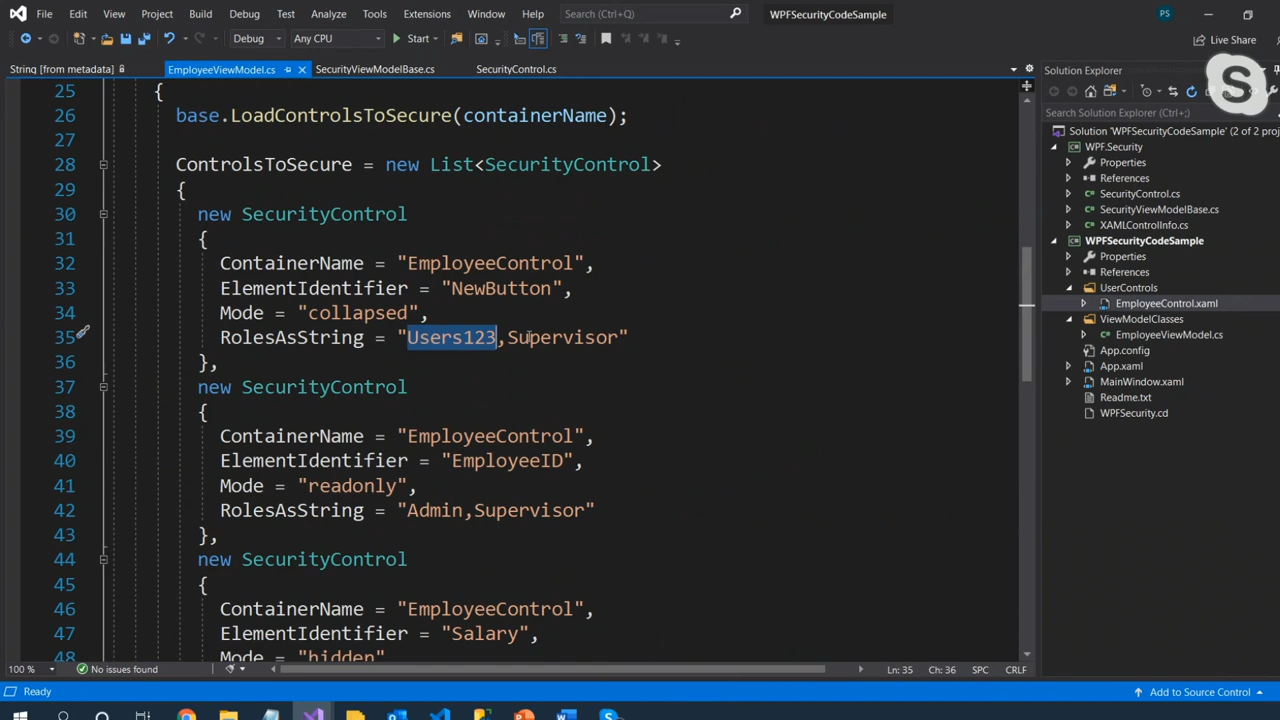 File Edit View Project Build Debug Test Analyze Tools Extensions Window Help Search (Ctrl+Q) WPFSecurityCodeSample PS
Debug Any CPU Start Live Share
String [from metadata] EmployeeViewModel.cs SecurityViewModelBase.cs SecurityControl.cs
25 {
26 base.LoadControlsToSecure(containerName);
27
28 ControlsToSecure = new List<SecurityControl>
29 {
30 new SecurityControl
31 {
32 ContainerName = "EmployeeControl",
33 ElementIdentifier = "NewButton",
34 Mode = "collapsed",
35 RolesAsString = "Users123,Supervisor"
36 },
37 new SecurityControl
38 {
39 ContainerName = "EmployeeControl",
40 ElementIdentifier = "EmployeeID",
41 Mode = "readonly",
42 RolesAsString = "Admin,Supervisor"
43 },
44 new SecurityControl
45 {
46 ContainerName = "EmployeeControl",
47 ElementIdentifier = "Salary",
48 Mode = "hidden"
100 % No issues found Ln: 35 Ch: 36 SPC CRLF
Solution Explorer
Search Solution Explorer (Ctrl+;)
Solution 'WPFSecurityCodeSample' (2 of 2 proj
WPF.Security
Properties
References
SecurityControl.cs
SecurityViewModelBase.cs
XAMLControlInfo.cs
WPFSecurityCodeSample
Properties
References
UserControls
EmployeeControl.xaml
ViewModelClasses
EmployeeViewModel.cs
App.config
App.xaml
MainWindow.xaml
Readme.txt
WPFSecurity.cd
Ready Add to Source Control